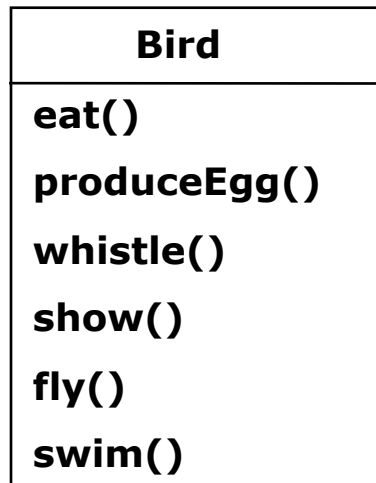 Bird
eat()
produceEgg()
whistle()
show()
fly()
swim()